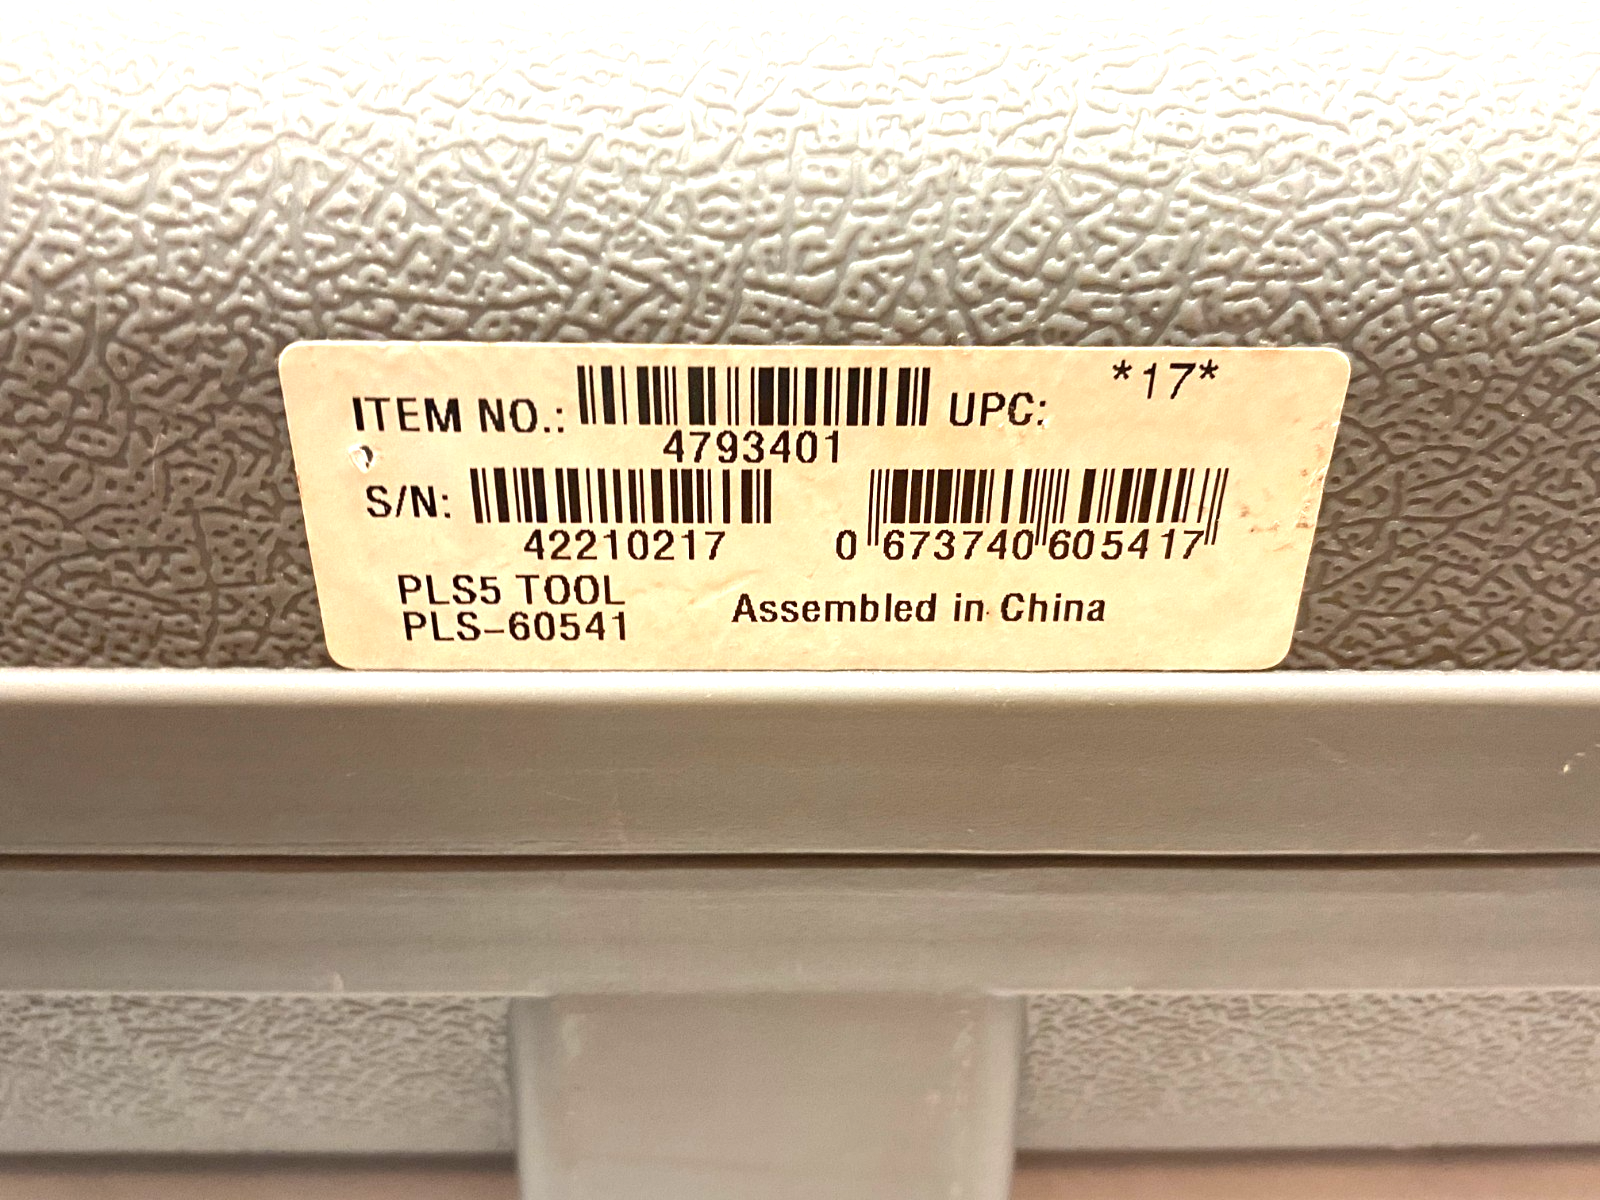 ITEM NO.: UPC: *17*
4793401
S/N:
42210217 0 673740 605417
PLS5 TOOL
PLS-60541
Assembled in China